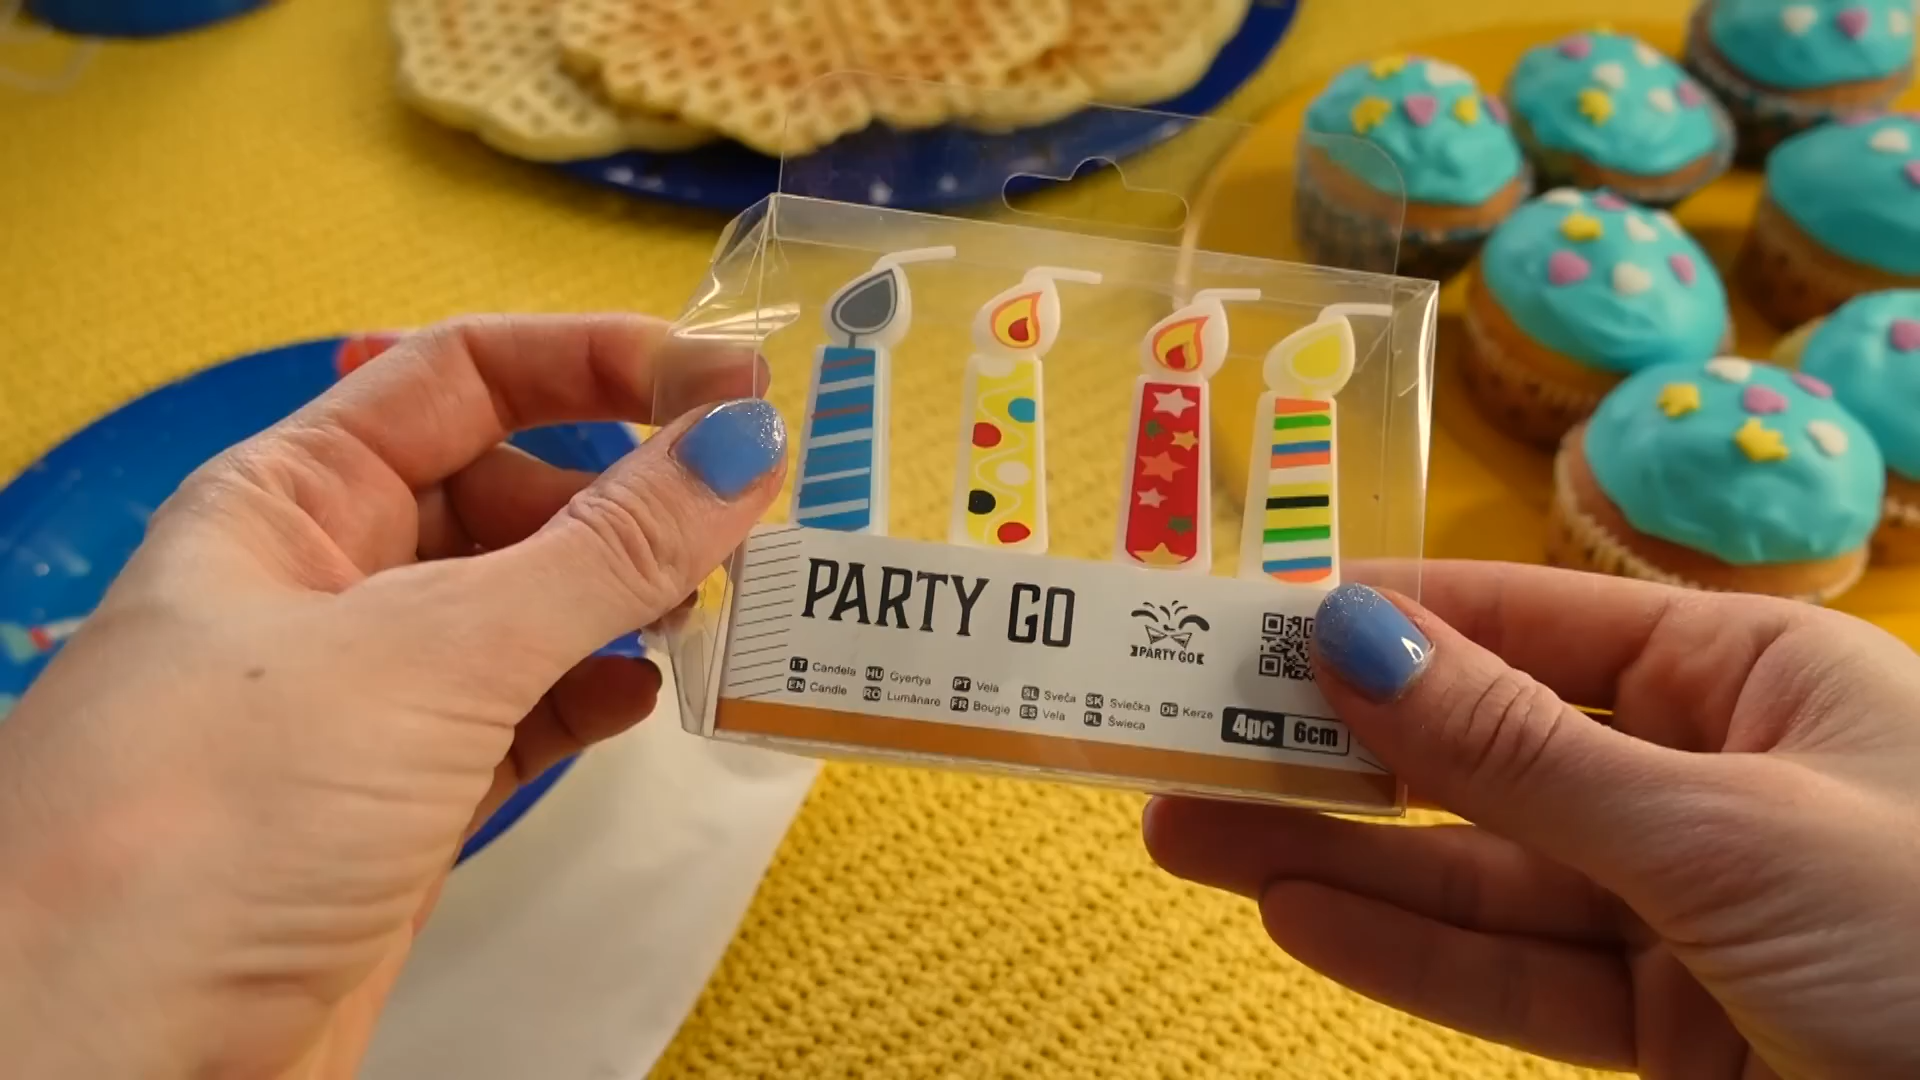 PARTY GO
PARTY GO
IT Candela HU Gyertya PT Vela SL Sveča SK Sviečka DE Kerze
EN Candle RO Lumânare FR Bougie ES Vela PL Świeca
4pc 6cm